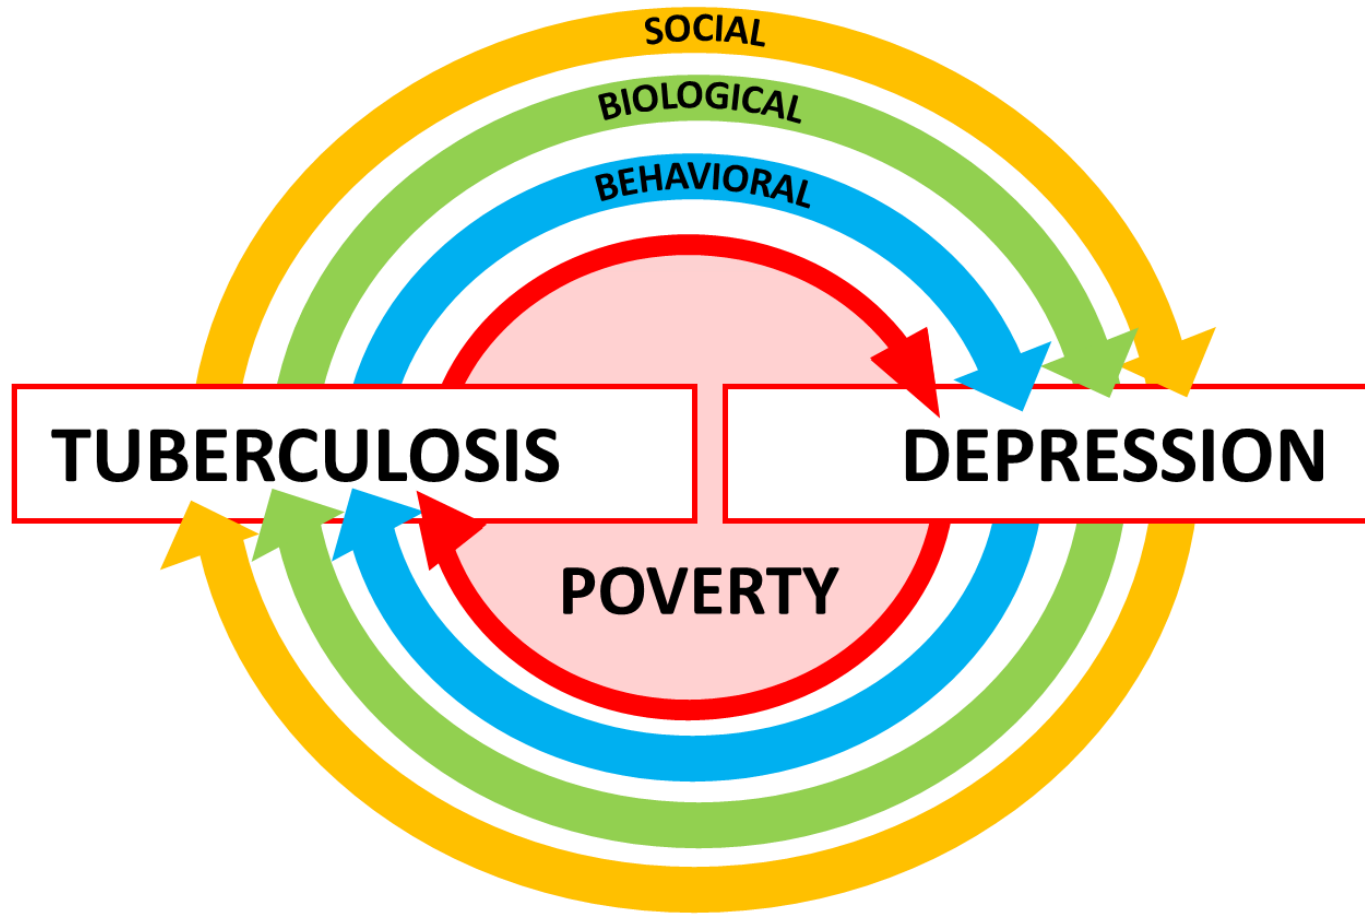 SOCIAL
BIOLOGICAL
BEHAVIORAL
TUBERCULOSIS
DEPRESSION
POVERTY